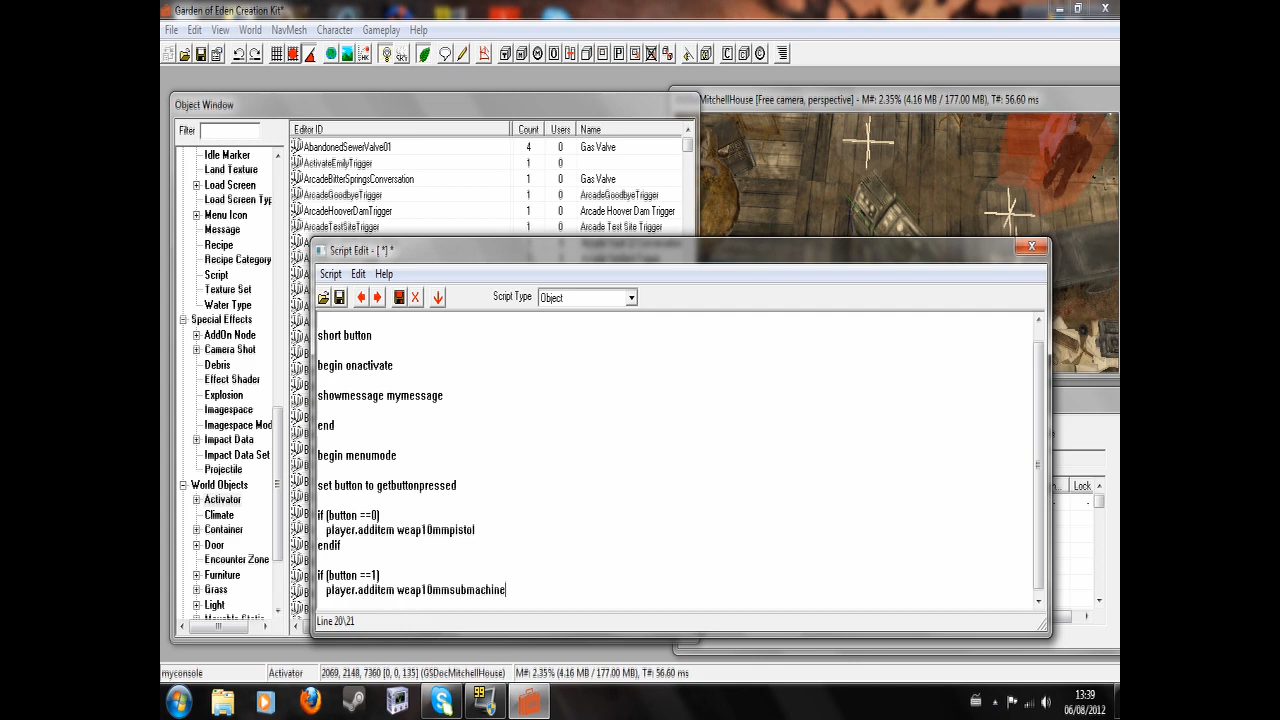 Garden of Eden Creation Kit*
File Edit View World NavMesh Character Gameplay Help
Object Window
Filter
Editor ID Count Users Name
AbandonedSewerValve01 4 0 Gas Valve
ActivateEmilyTrigger 1 0
ArcadeBitterSpringsConversation 1 0 Gas Valve
ArcadeGoodbyeTrigger 1 0 ArcadeGoodbyeTrigger
ArcadeHooverDamTrigger 1 0 Arcade Hoover Dam Trigger
ArcadeTestSiteTrigger 1 0 Arcade Test Site Trigger
Idle Marker
Land Texture
Load Screen
Load Screen Typ
Menu Icon
Message
Recipe
Recipe Category
Script
Texture Set
Water Type
Special Effects
AddOn Node
Camera Shot
Debris
Effect Shader
Explosion
Imagespace
Imagespace Mod
Impact Data
Impact Data Set
Projectile
World Objects
Activator
Climate
Container
Door
Encounter Zone
Furniture
Grass
Light
Movable Static
MitchellHouse [Free camera, perspective] - M#: 2.35% (4.16 MB / 177.00 MB), T#: 56.60 ms
Script Edit - [ *] *
Script Edit Help
Script Type Object
short button
begin onactivate
showmessage mymessage
end
begin menumode
set button to getbuttonpressed
if (button ==0)
player.additem weap10mmpistol
endif
if (button ==1)
player.additem weap10mmsubmachine
Line 20\21
Lock
myconsole Activator 2069, 2148, 7360 [0, 0, 135] (GSDocMitchellHouse) M#: 2.35% (4.16 MB / 177.00 MB), T#: 56.60 ms
99
13:39
06/08/2012